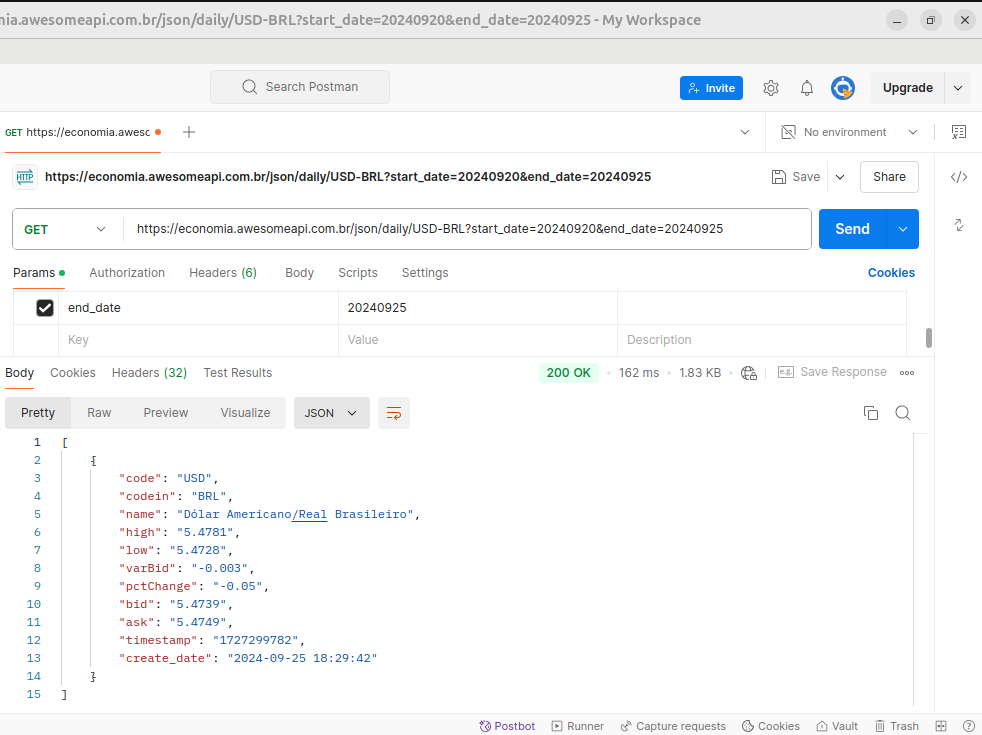 nia.awesomeapi.com.br/json/daily/USD-BRL?start_date=20240920&end_date=20240925 - My Workspace
Search Postman
Invite
Upgrade
GET https://economia.awesc
No environment
HTTP
https://economia.awesomeapi.com.br/json/daily/USD-BRL?start_date=20240920&end_date=20240925
Save
Share
</>
GET https://economia.awesomeapi.com.br/json/daily/USD-BRL?start_date=20240920&end_date=20240925
Send
Params Authorization Headers (6) Body Scripts Settings Cookies
end_date 20240925
Key Value Description
Body Cookies Headers (32) Test Results 200 OK 162 ms 1.83 KB e.g. Save Response
Pretty Raw Preview Visualize JSON
1 [
2 {
3 "code": "USD",
4 "codein": "BRL",
5 "name": "Dólar Americano/Real Brasileiro",
6 "high": "5.4781",
7 "low": "5.4728",
8 "varBid": "-0.003",
9 "pctChange": "-0.05",
10 "bid": "5.4739",
11 "ask": "5.4749",
12 "timestamp": "1727299782",
13 "create_date": "2024-09-25 18:29:42"
14 }
15 ]
Postbot Runner Capture requests Cookies Vault Trash